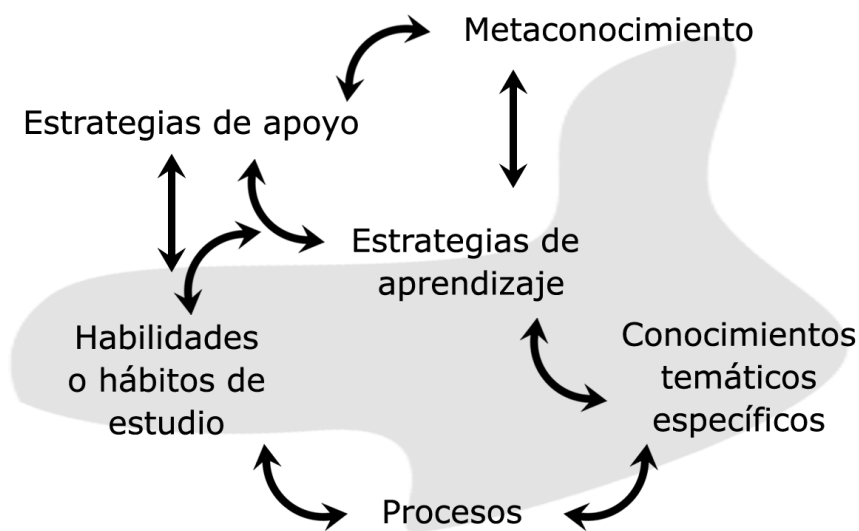 Metaconocimiento
Estrategias de apoyo
Estrategias de
aprendizaje
Habilidades
o hábitos de
estudio
Conocimientos
temáticos
específicos
Procesos